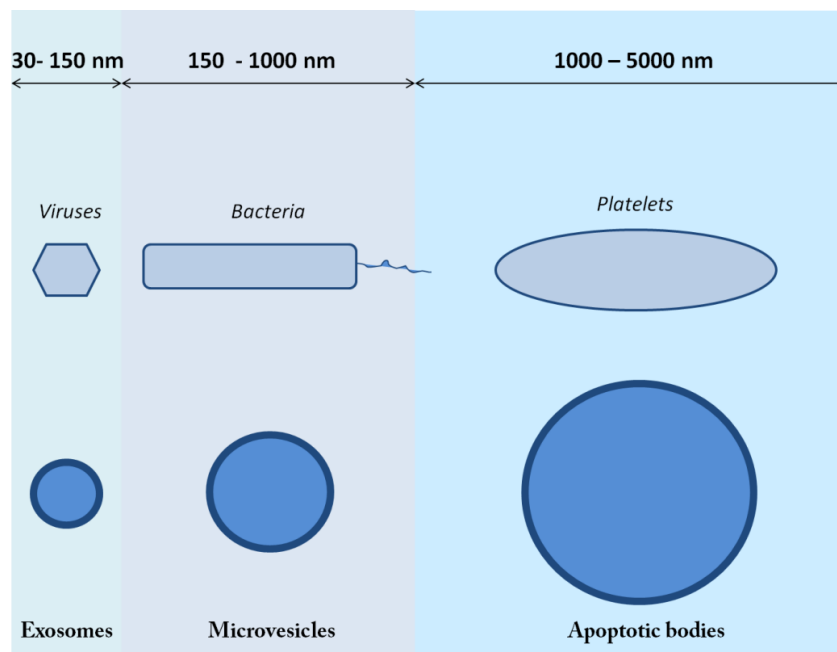 30- 150 nm
150 - 1000 nm
1000 – 5000 nm
Viruses
Bacteria
Platelets
Exosomes
Microvesicles
Apoptotic bodies